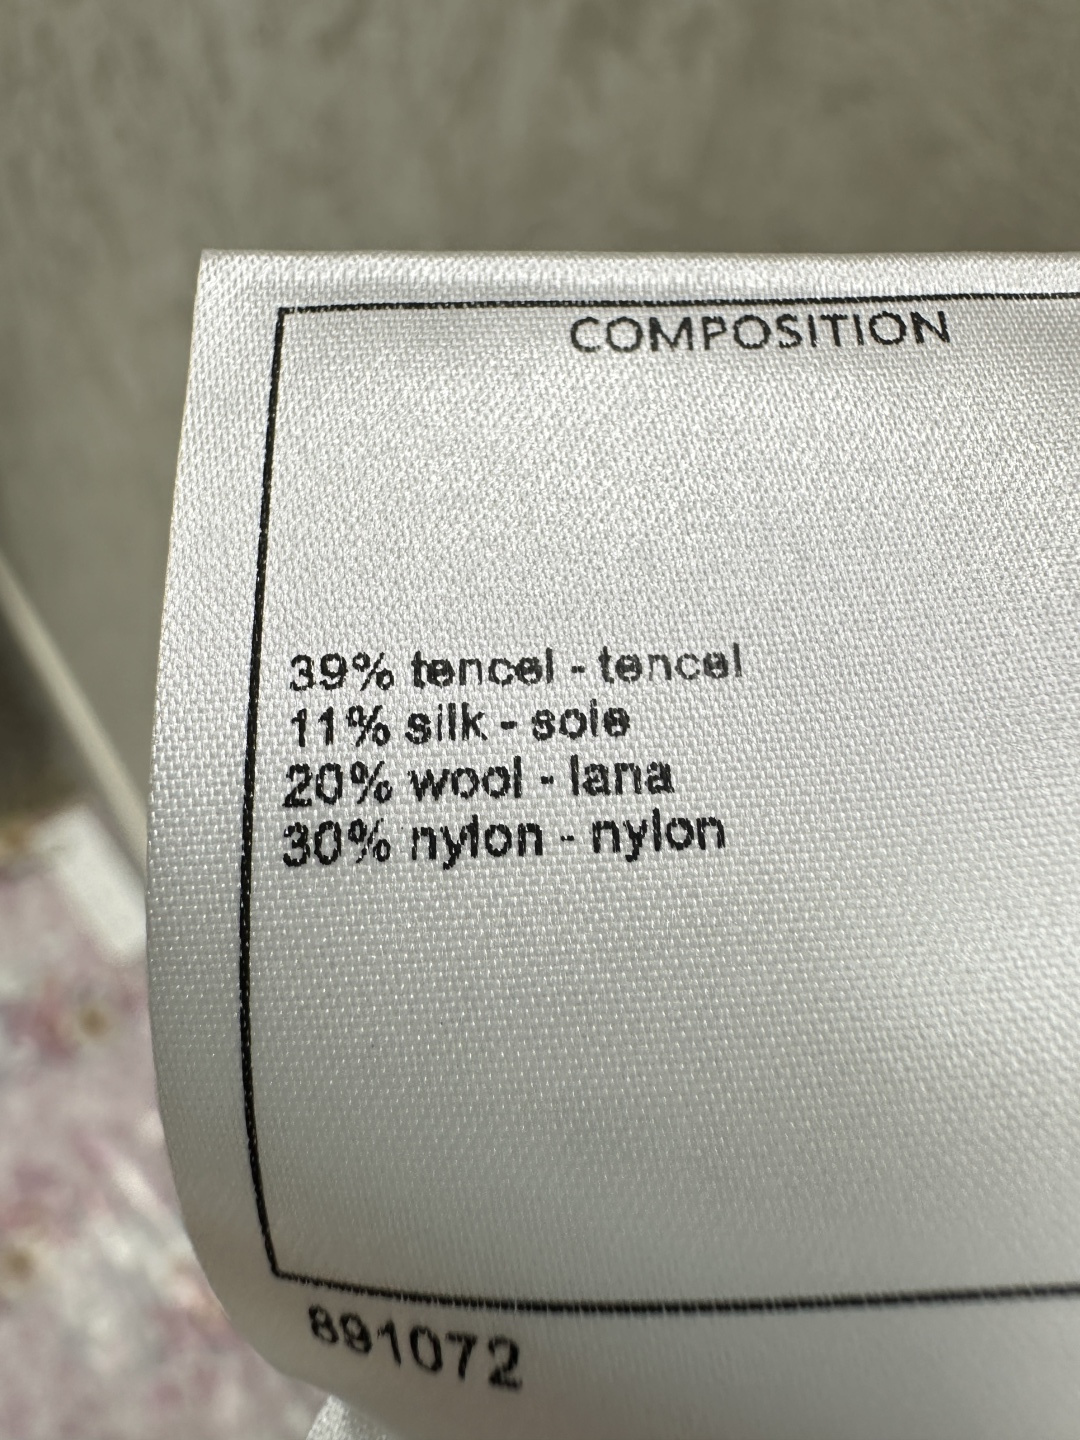 COMPOSITION
39% tencel - tencel
11% silk - soie
20% wool - lana
30% nylon - nylon
891072